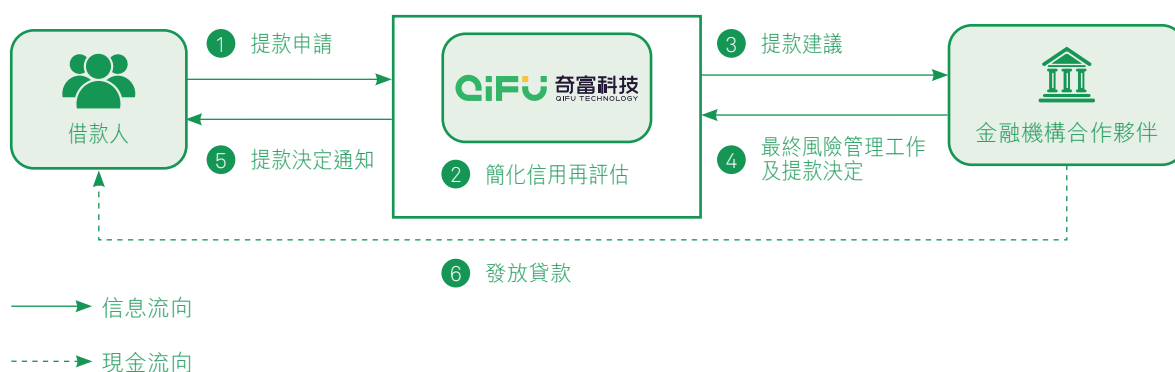 1 提款申請
3 提款建議
QiFU 奇富科技
QIFU TECHNOLOGY
借款人
金融機構合作夥伴
5 提款決定通知
2 簡化信用再評估
4 最終風險管理工作
及提款決定
6 發放貸款
信息流向
現金流向